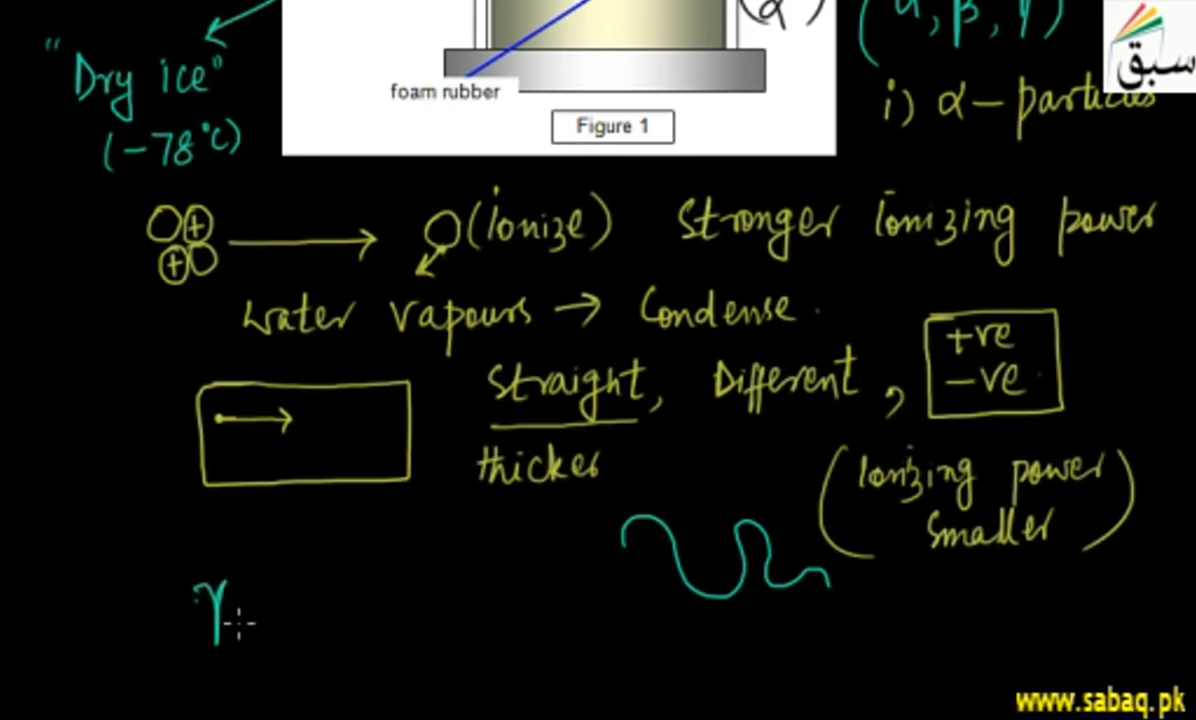 (α)
(α, β, γ)
سبق
"Dry ice"
(-78°C)
foam rubber
Figure 1
i) α- particles
+
+
(Ionize) Stronger Ionizing power
water vapours → Condense.
Straight, Different,
+ve
-ve
thicker
(Ionizing power
smaller)
γ
www.sabaq.pk